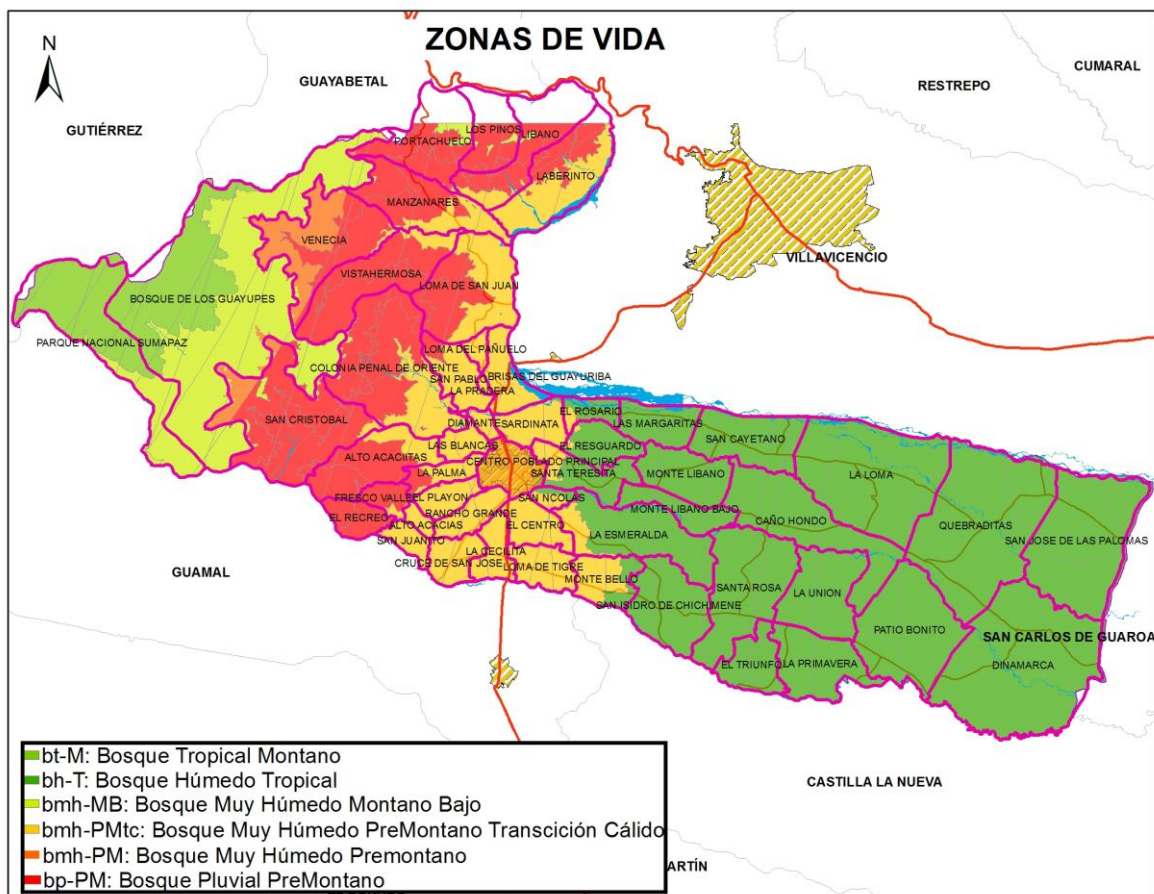 ZONAS DE VIDA
N
GUAYABETAL
CUMARAL
RESTREPO
GUTIÉRREZ
LOS PINOS
LIBANO
PORTACHUELO
LABERINTO
MANZANARES
VENECIA
VILLAVICENCIO
VISTAHERMOSA
LOMA DE SAN JUAN
BOSQUE DE LOS GUAYUPES
PARQUE NACIONAL SUMAPAZ
LOMA DEL PAÑUELO
COLONIA PENAL DE ORIENTE
SAN PABLO
BRISAS DEL GUAYURIBA
LA PRADERA
EL ROSARIO
SAN CRISTOBAL
DIAMANTE
SARDINATA
LAS MARGARITAS
SAN CAYETANO
LAS BLANCAS
EL RESGUARDO
ALTO ACACIITAS
CENTRO POBLADO PRINCIPAL
LA PALMA
SANTA TERESITA
MONTE LIBANO
LA LOMA
FRESCO VALLE
EL PLAYON
SAN NCOLAS
RANCHO GRANDE
MONTE LIBANO BAJO
EL RECREO
ALTO ACACIAS
EL CENTRO
CAÑO HONDO
QUEBRADITAS
SAN JUANITO
LA ESMERALDA
SAN JOSE DE LAS PALOMAS
LA CECILITA
CRUCE DE SAN JOSE
LOMA DE TIGRE
GUAMAL
MONTE BELLO
SANTA ROSA
LA UNION
SAN ISIDRO DE CHICHIMENE
PATIO BONITO
SAN CARLOS DE GUAROA
EL TRIUNFO
LA PRIMAVERA
DINAMARCA
bt-M: Bosque Tropical Montano
bh-T: Bosque Húmedo Tropical
bmh-MB: Bosque Muy Húmedo Montano Bajo
bmh-PMtc: Bosque Muy Húmedo PreMontano Transcición Cálido
bmh-PM: Bosque Muy Húmedo Premontano
bp-PM: Bosque Pluvial PreMontano
CASTILLA LA NUEVA
ARTÍN